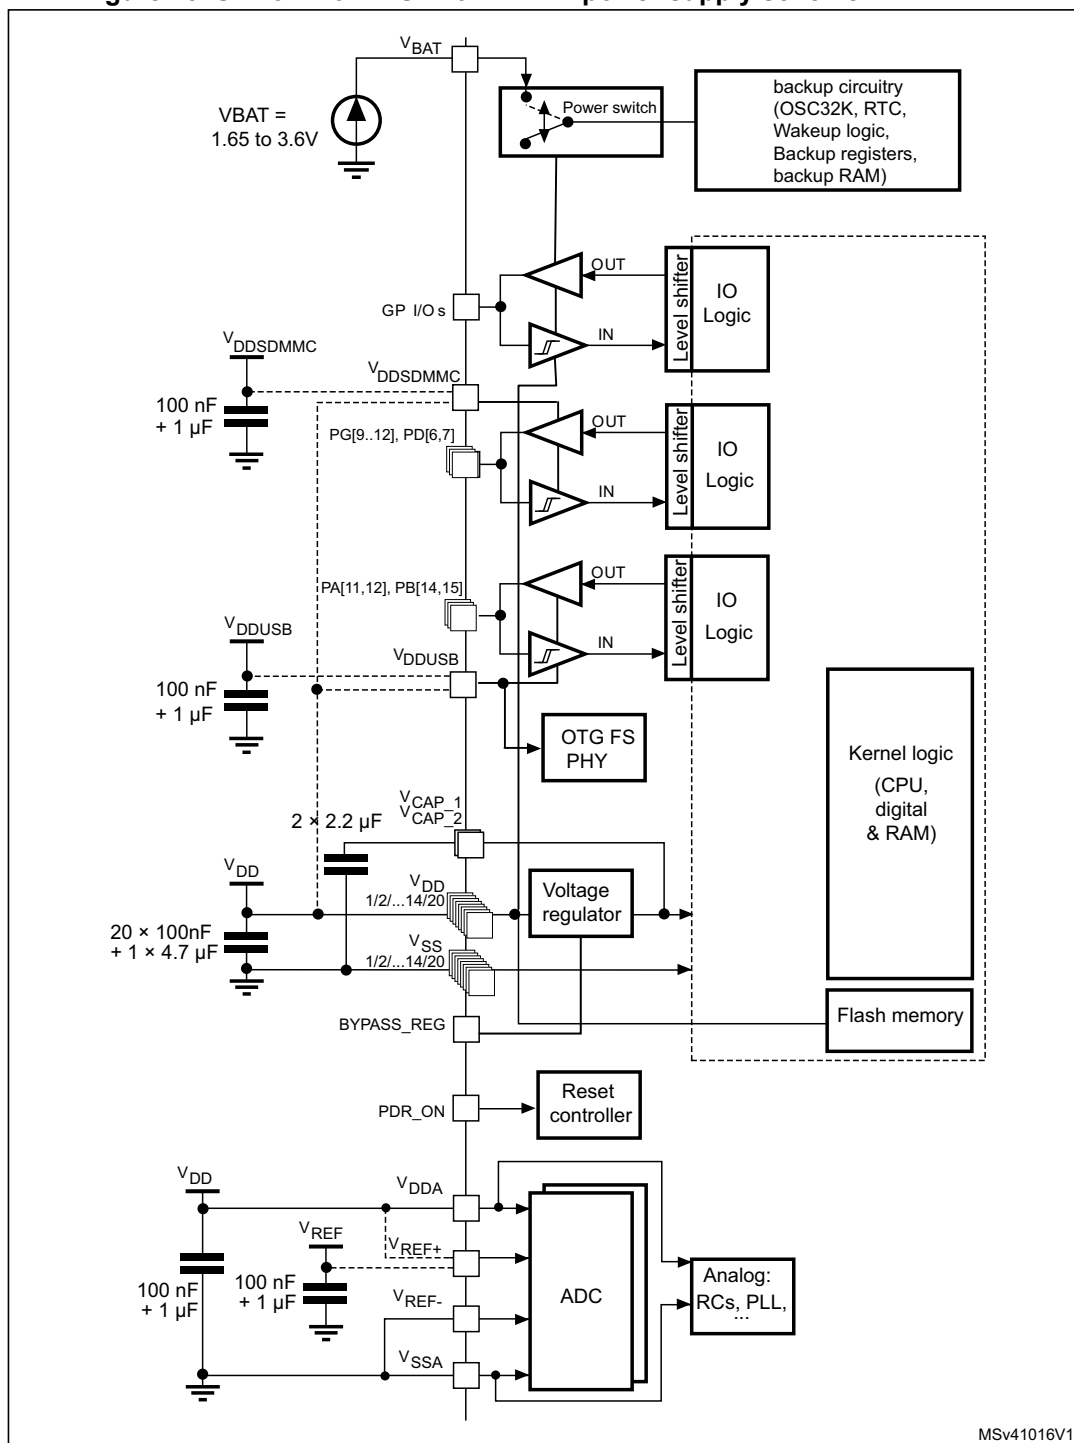 VBAT
VBAT =
1.65 to 3.6V
Power switch
backup circuitry
(OSC32K, RTC,
Wakeup logic,
Backup registers,
backup RAM)
GP I/Os
OUT
IN
Level shifter
IO
Logic
VDDSDMMC
100 nF
+ 1 µF
VDDSDMMC
PG[9..12], PD[6,7]
OUT
IN
Level shifter
IO
Logic
PA[11,12], PB[14,15]
OUT
IN
Level shifter
IO
Logic
VDDUSB
100 nF
+ 1 µF
VDDUSB
OTG FS
PHY
Kernel logic
(CPU,
digital
& RAM)
VCAP_1
VCAP_2
2 × 2.2 µF
VDD
20 × 100nF
+ 1 × 4.7 µF
VDD
1/2/...14/20
Voltage
regulator
VSS
1/2/...14/20
Flash memory
BYPASS_REG
PDR_ON
Reset
controller
VDD
100 nF
+ 1 µF
VDDA
VREF
100 nF
+ 1 µF
VREF+
VREF-
VSSA
ADC
Analog:
RCs, PLL,
...
MSv41016V1